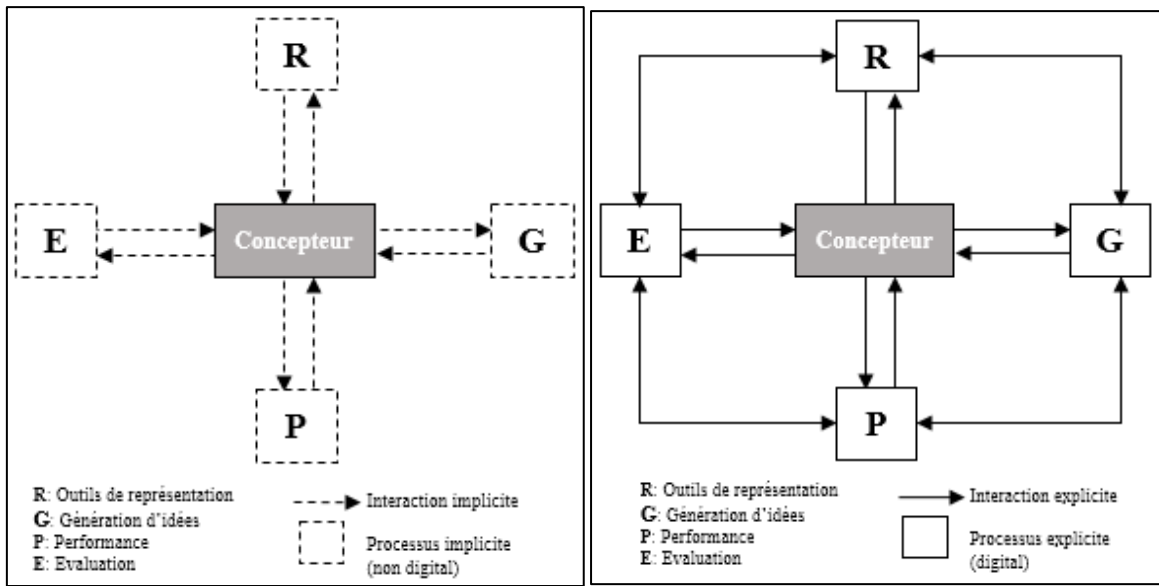 R
E
Concepteur
G
P
R: Outils de représentation
G: Génération d'idées
P: Performance
E: Evaluation
Interaction implicite
Processus implicite
(non digital)
R
E
Concepteur
G
P
R: Outils de représentation
G: Génération d'idées
P: Performance
E: Evaluation
Interaction explicite
Processus explicite
(digital)